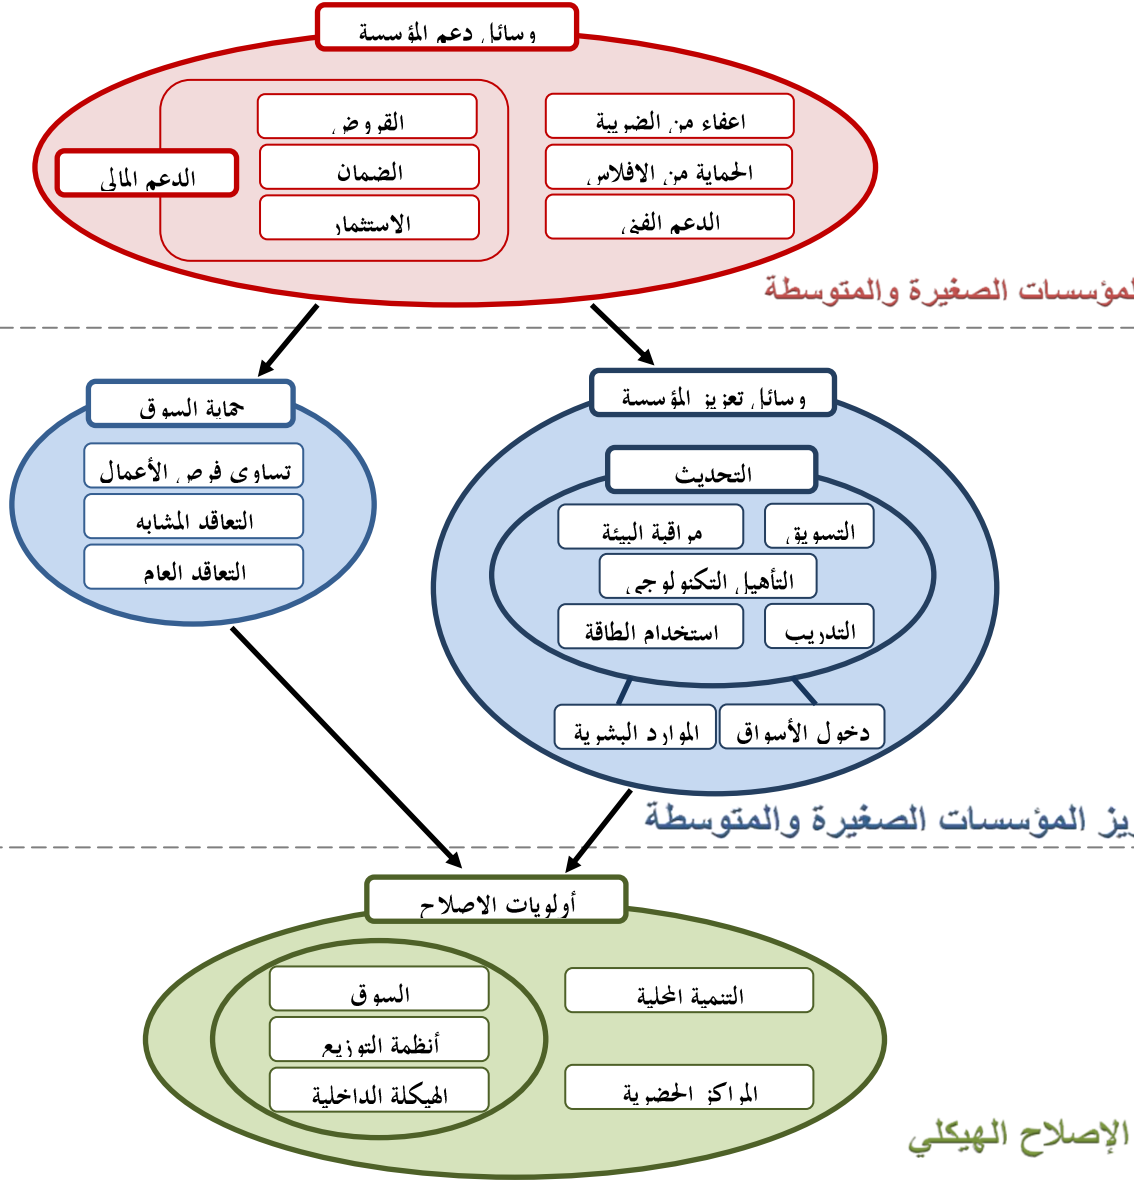 وسائل دعم المؤسسة
اعفاء من الضريبة
القروض
الحماية من الافلاس
الضمان
الدعم المالي
الدعم الفني
الاستثمار
المؤسسات الصغيرة والمتوسطة
وسائل تعزيز المؤسسة
حماية السوق
التحديث
تساوي فرص الأعمال
التسويق
مراقبة البيئة
التعاقد المشابه
التأهيل التكنولوجي
التعاقد العام
التدريب
استخدام الطاقة
دخول الأسواق
الموارد البشرية
ريز المؤسسات الصغيرة والمتوسطة
أولويات الاصلاح
التنمية المحلية
السوق
أنظمة التوزيع
المراكز الحضرية
الهيكلة الداخلية
الإصلاح الهيكلي